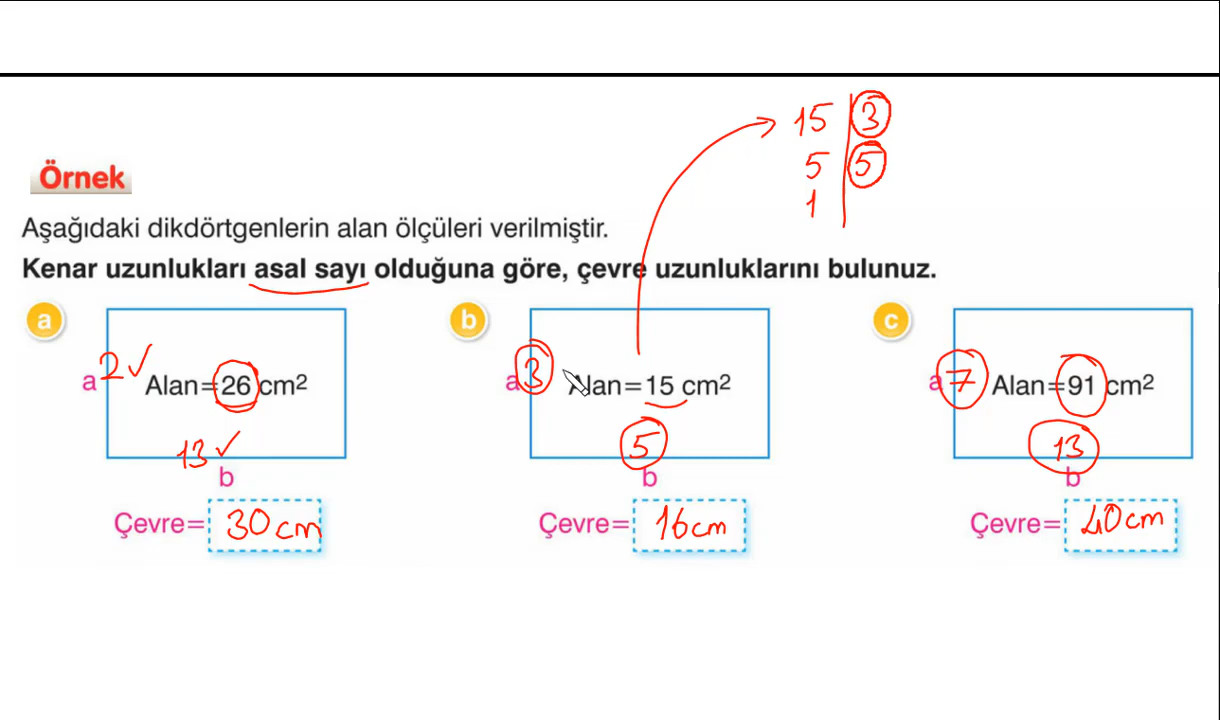 15 3
5 5
1
Örnek
Aşağıdaki dikdörtgenlerin alan ölçüleri verilmiştir.
Kenar uzunlukları asal sayı olduğuna göre, çevre uzunluklarını bulunuz.
a
a 2 ✓
Alan=26 cm²
13 ✓
b
Çevre= 30 cm
b
a 3
Alan=15 cm²
5
b
Çevre= 16 cm
c
a 7
Alan=91 cm²
13
b
Çevre= 40 cm